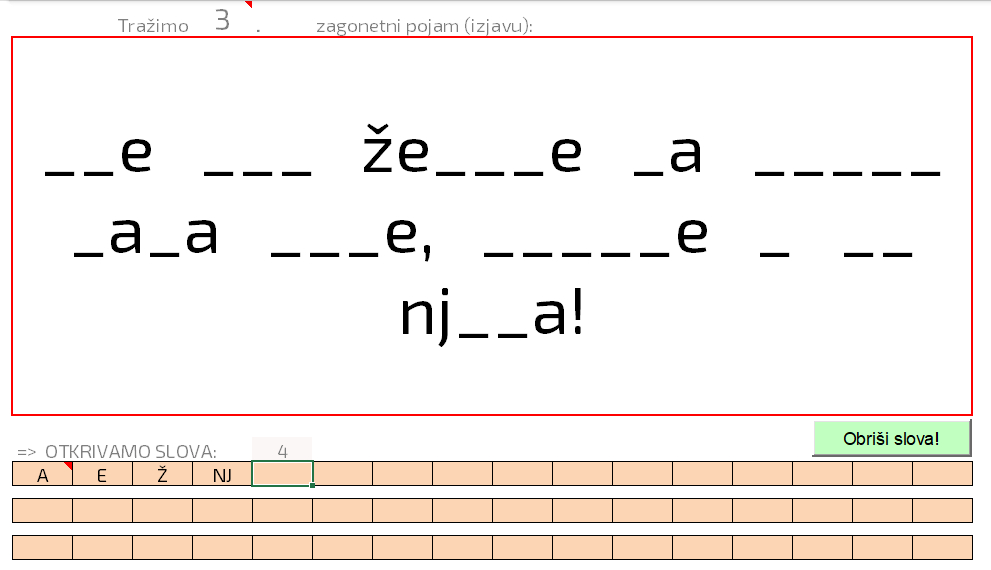 Tražimo 3. zagonetni pojam (izjavu):
__e ___ že___e _a _____
_a_a ___e, _____e _ __
nj__a!
Obriši slova!
=> OTKRIVAMO SLOVA: 4
A E Ž NJ